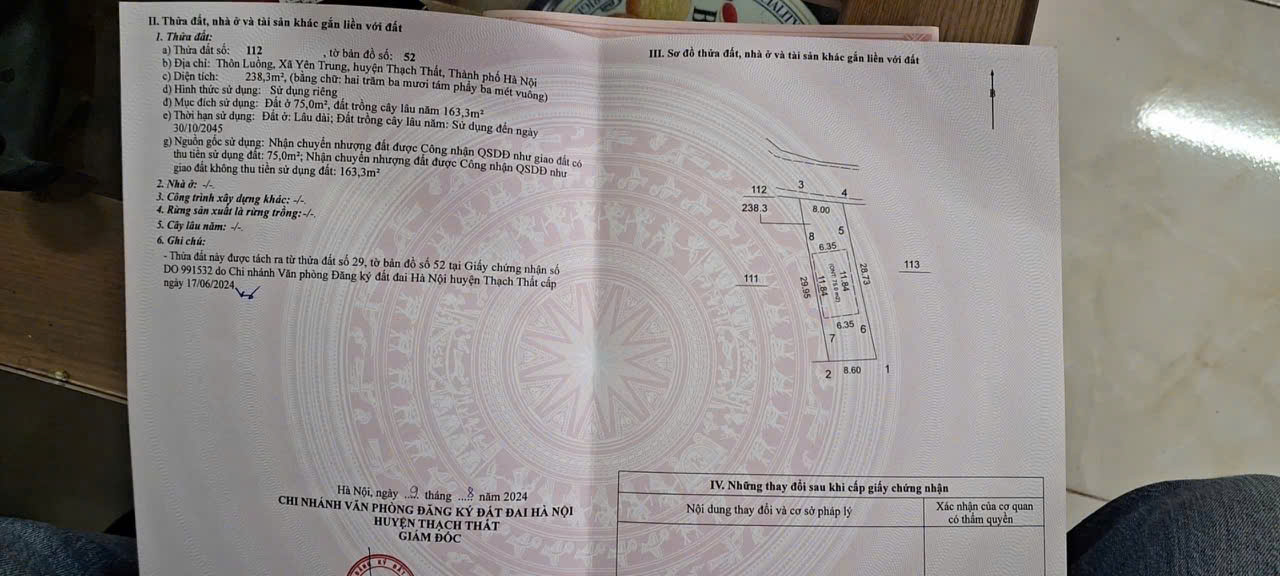 II. Thửa đất, nhà ở và tài sản khác gắn liền với đất
1. Thửa đất:
a) Thửa đất số: 112 , tờ bản đồ số: 52
b) Địa chỉ: Thôn Luồng, Xã Yên Trung, huyện Thạch Thất, Thành phố Hà Nội
c) Diện tích: 238,3m², (bằng chữ: hai trăm ba mươi tám phẩy ba mét vuông)
d) Hình thức sử dụng: Sử dụng riêng
đ) Mục đích sử dụng: Đất ở 75,0m², đất trồng cây lâu năm 163,3m²
e) Thời hạn sử dụng: Đất ở: Lâu dài; Đất trồng cây lâu năm: Sử dụng đến ngày
30/10/2045
g) Nguồn gốc sử dụng: Nhận chuyển nhượng đất được Công nhận QSDĐ như giao đất có
thu tiền sử dụng đất: 75,0m²; Nhận chuyển nhượng đất được Công nhận QSDĐ như
giao đất không thu tiền sử dụng đất: 163,3m²
2. Nhà ở: -/-.
3. Công trình xây dựng khác: -/-.
4. Rừng sản xuất là rừng trồng:-/-.
5. Cây lâu năm: -/-.
6. Ghi chú:
- Thửa đất này được tách ra từ thửa đất số 29, tờ bản đồ số 52 tại Giấy chứng nhận số
DO 991532 do Chi nhánh Văn phòng Đăng ký đất đai Hà Nội huyện Thạch Thất cấp
ngày 17/06/2024
Hà Nội, ngày ...9... tháng ....8. năm 2024
CHI NHÁNH VĂN PHÒNG ĐĂNG KÝ ĐẤT ĐAI HÀ NỘI
HUYỆN THẠCH THẤT
GIÁM ĐỐC
ĐĂNG KÝ ĐẤT
III. Sơ đồ thửa đất, nhà ở và tài sản khác gắn liền với đất
B
112
238.3
3
4
8.00
8
5
6.35
111
29.95
11.84
(ONT: 75.0 m2)
11.84
28.73
113
6.35
7
6
2
8.60
1
IV. Những thay đổi sau khi cấp giấy chứng nhận
Nội dung thay đổi và cơ sở pháp lý
Xác nhận của cơ quan
có thẩm quyền